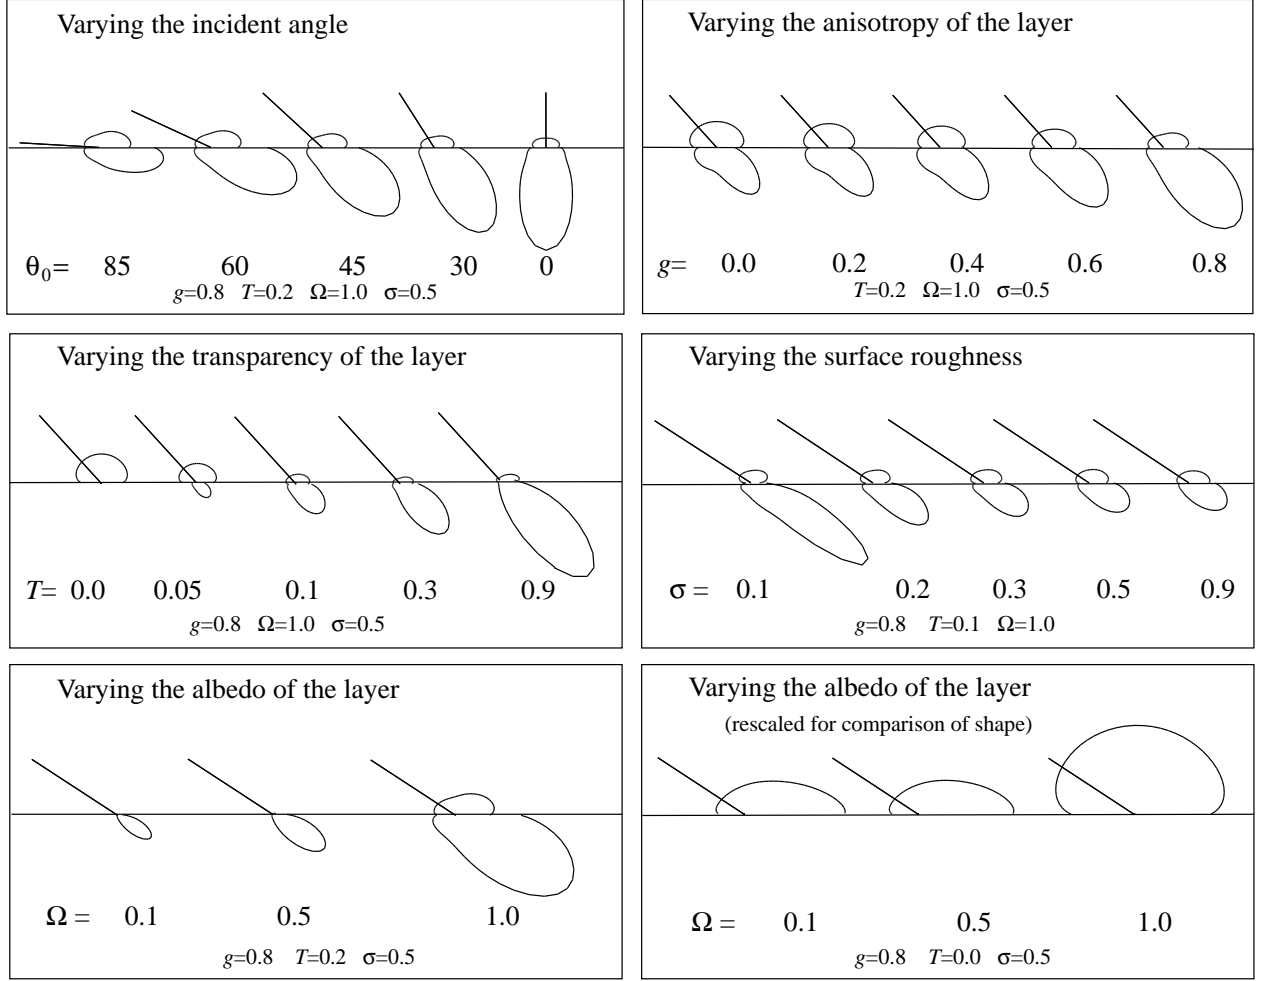 Varying the incident angle
θ0= 85 60 45 30 0
g=0.8 T=0.2 Ω=1.0 σ=0.5
Varying the anisotropy of the layer
g= 0.0 0.2 0.4 0.6 0.8
T=0.2 Ω=1.0 σ=0.5
Varying the transparency of the layer
T= 0.0 0.05 0.1 0.3 0.9
g=0.8 Ω=1.0 σ=0.5
Varying the surface roughness
σ = 0.1 0.2 0.3 0.5 0.9
g=0.8 T=0.1 Ω=1.0
Varying the albedo of the layer
Ω = 0.1 0.5 1.0
g=0.8 T=0.2 σ=0.5
Varying the albedo of the layer
(rescaled for comparison of shape)
Ω = 0.1 0.5 1.0
g=0.8 T=0.0 σ=0.5